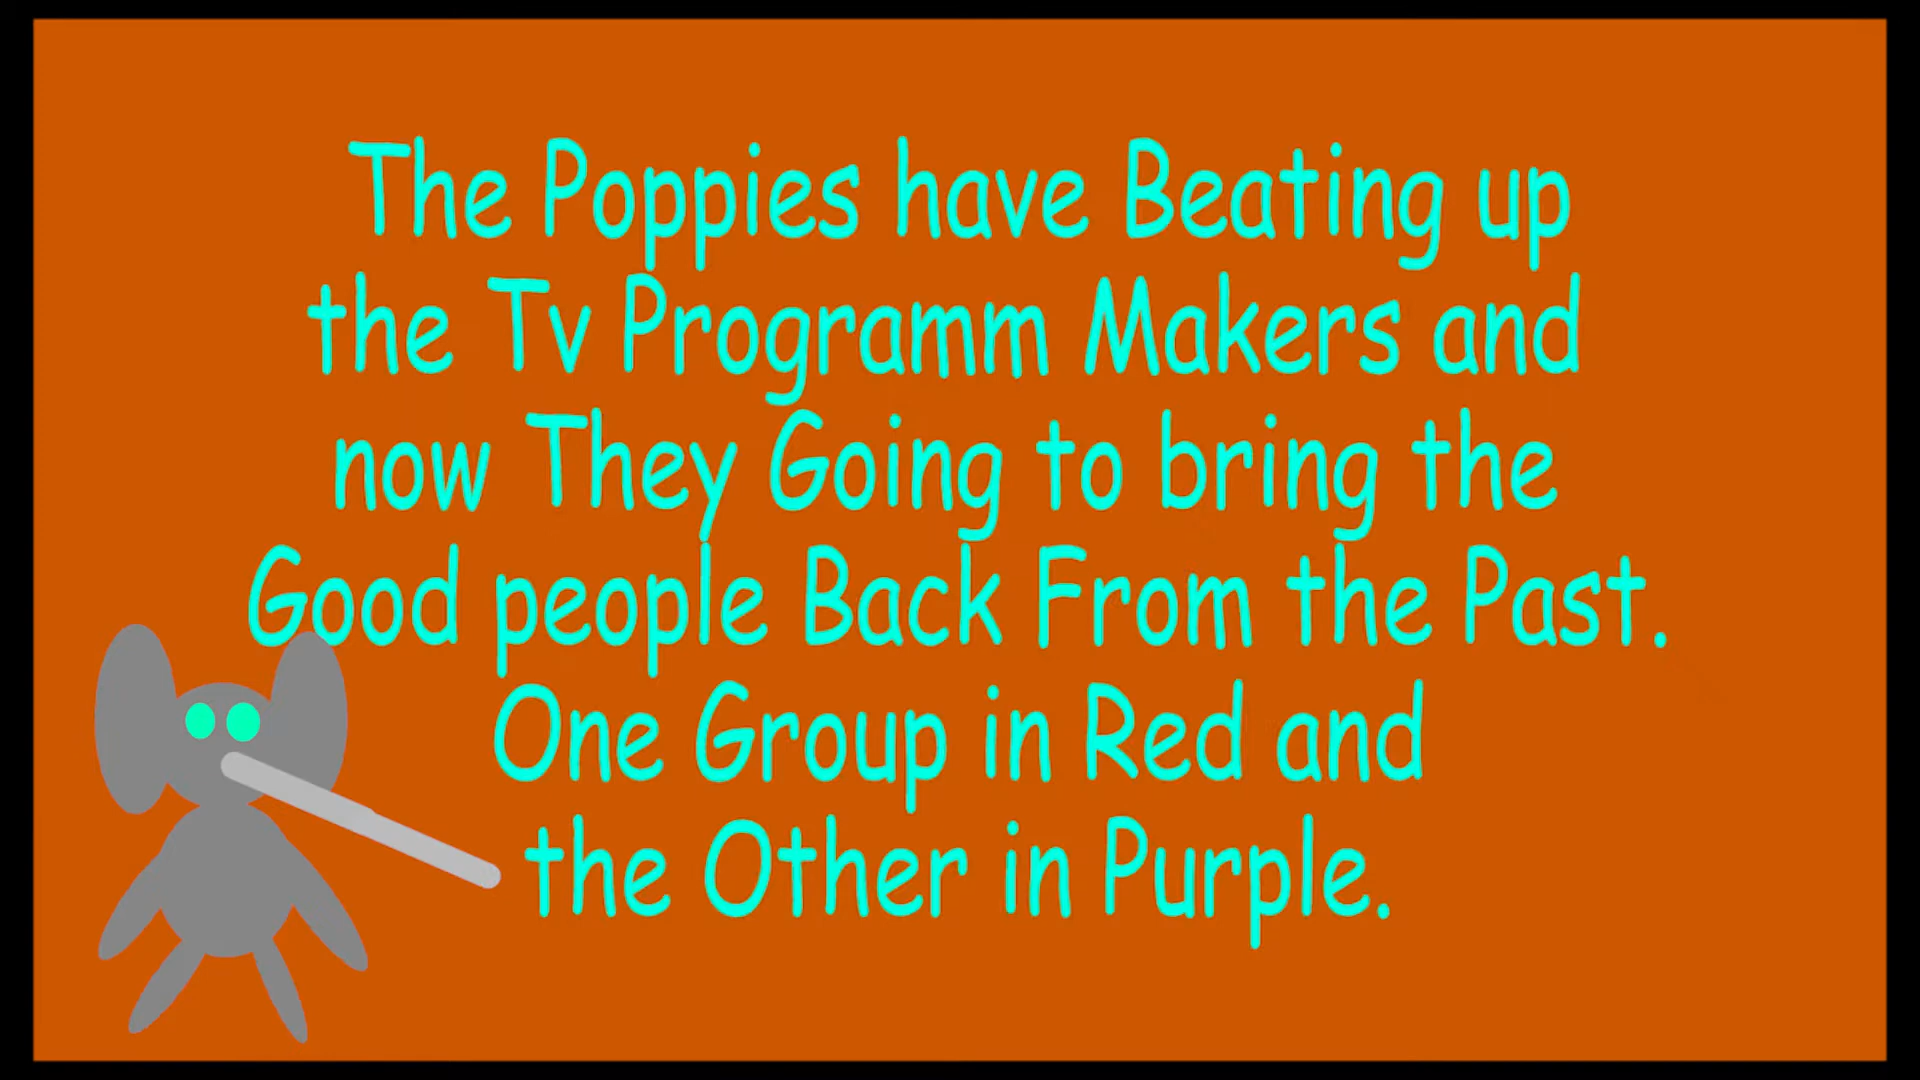 The Poppies have Beating up
the Tv Programm Makers and
now They Going to bring the
Good people Back From the Past.
One Group in Red and
the Other in Purple.